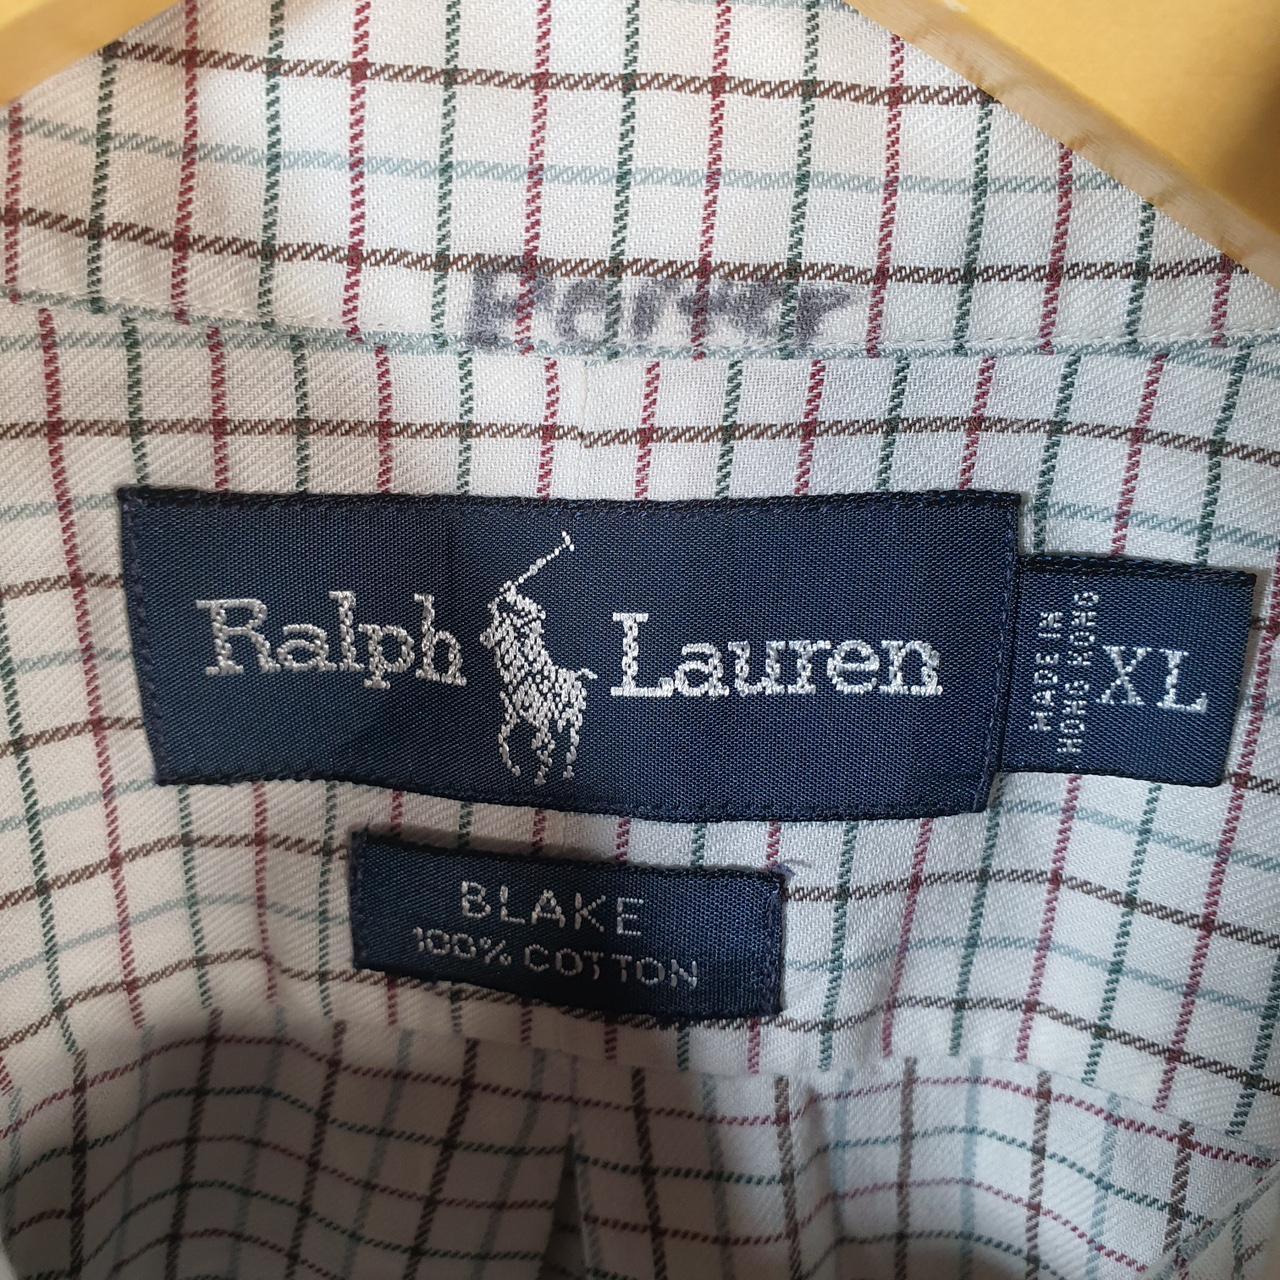 Ralph Lauren
MADE IN
HONG KONG
XL
BLAKE
100% COTTON